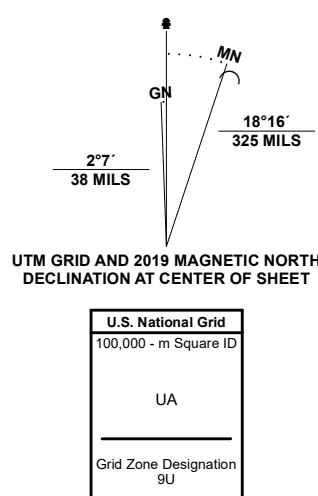 MN
GN
18°16´
325 MILS
2°7´
38 MILS
UTM GRID AND 2019 MAGNETIC NORTH
DECLINATION AT CENTER OF SHEET
U.S. National Grid
100,000 - m Square ID
UA
Grid Zone Designation
9U